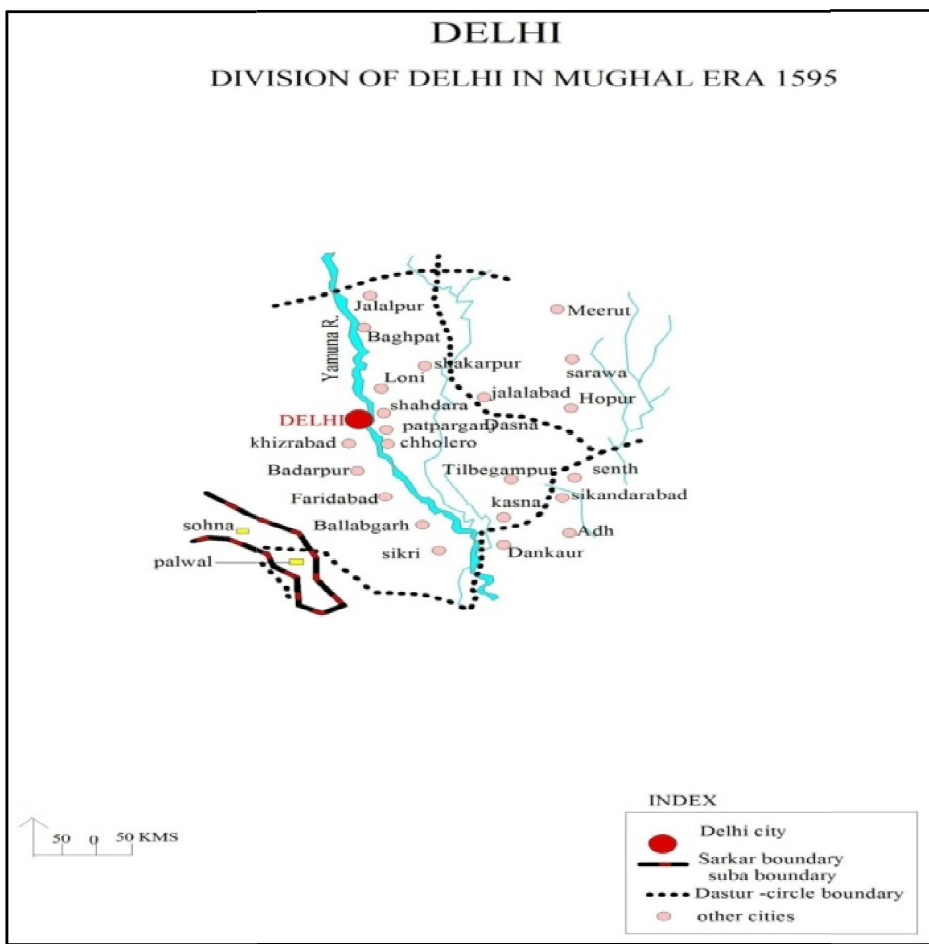 DELHI
DIVISION OF DELHI IN MUGHAL ERA 1595
Jalalpur
Meerut
Yamuna R.
Baghpat
shakarpur
sarawa
Loni
jalalabad
Hopur
shahdara
DELHI
patparganj
Dasna
khizrabad
chholero
Badarpur
Tilbegampur
senth
Faridabad
sikandarabad
kasna
sohna
Ballabgarh
Adh
sikri
Dankaur
palwal
INDEX
Delhi city
Sarkar boundary
suba boundary
Dastur -circle boundary
other cities
50 0 50 KMS